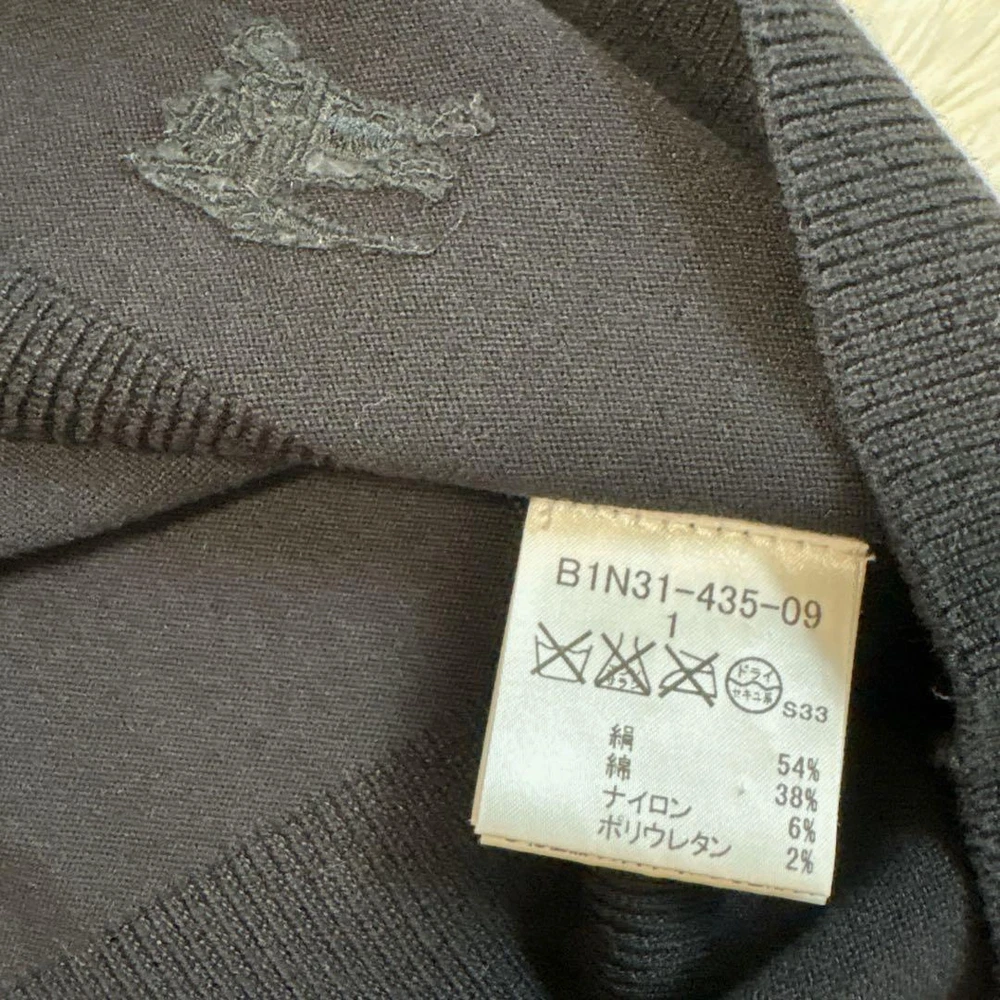 B1N31-435-09
1
ドライ
セキユ系
S33
絹 54%
綿 38%
ナイロン 6%
ポリウレタン 2%